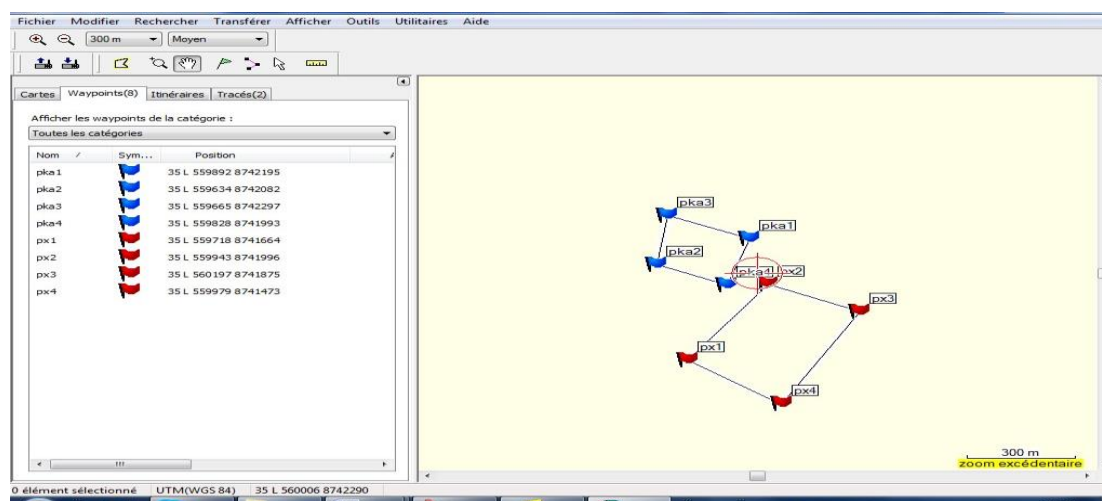 Fichier Modifier Rechercher Transférer Afficher Outils Utilitaires Aide
300 m Moyen
Cartes Waypoints(8) Itinéraires Tracés(2)
Afficher les waypoints de la catégorie :
Toutes les catégories
Nom Sym... Position
pka1 35 L 559892 8742195
pka2 35 L 559634 8742082
pka3 35 L 559665 8742297
pka4 35 L 559828 8741993
px1 35 L 559718 8741664
px2 35 L 559943 8741996
px3 35 L 560197 8741875
px4 35 L 559979 8741473
pka3
pka1
pka2
pka4 px2
px3
px1
px4
300 m
zoom excédentaire
0 élément sélectionné UTM(WGS 84) 35 L 560006 8742290